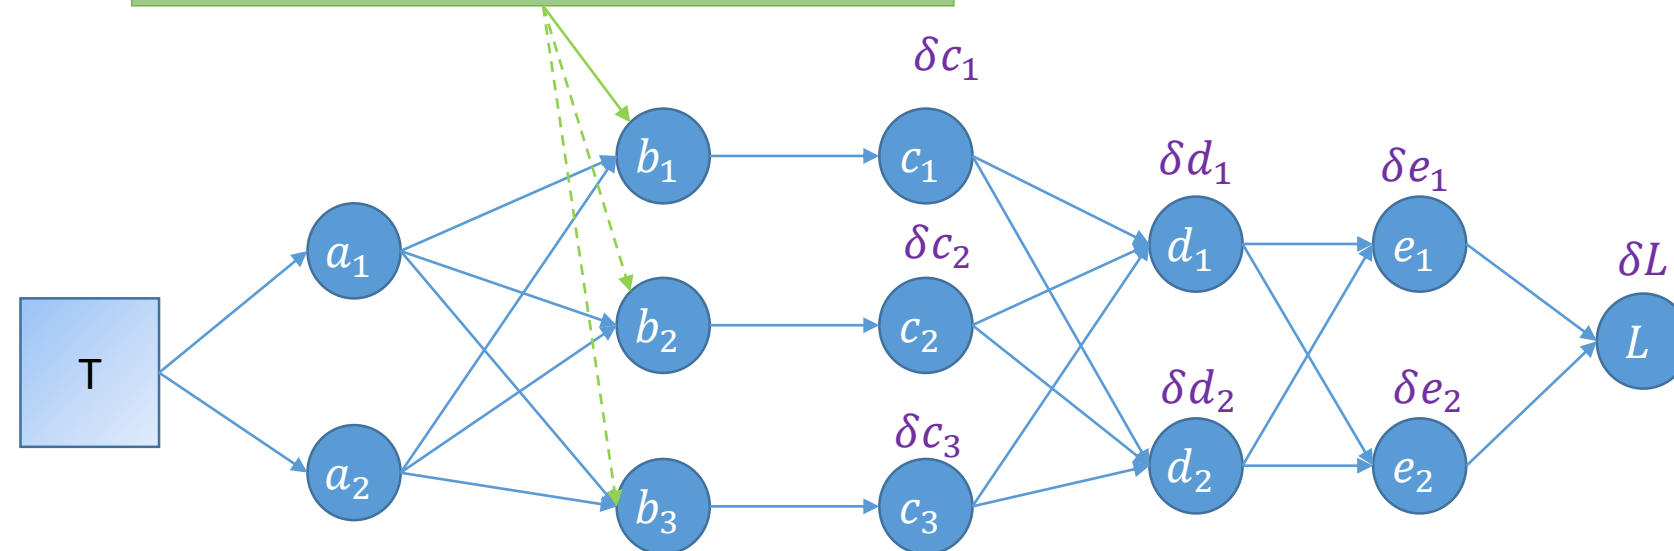 δc₁
b₁
c₁
δd₁
δe₁
a₁
δc₂
d₁
e₁
δL
T
b₂
c₂
L
δd₂
δe₂
a₂
δc₃
d₂
e₂
b₃
c₃